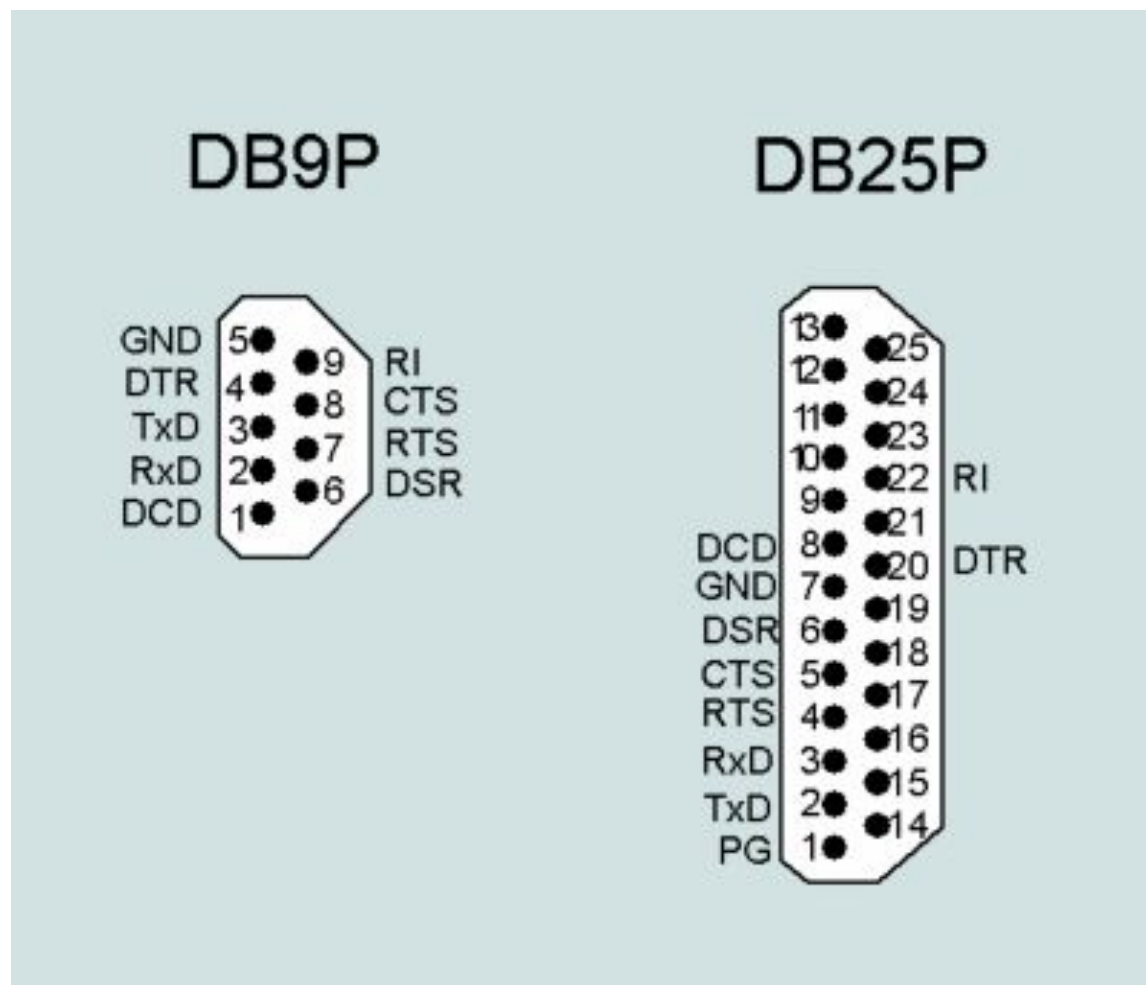 DB9P
GND 5
DTR 4
TxD 3
RxD 2
DCD 1
9 RI
8 CTS
7 RTS
6 DSR
DB25P
13
12
11
10
9
DCD 8
GND 7
DSR 6
CTS 5
RTS 4
RxD 3
TxD 2
PG 1
25
24
23
22 RI
21
20 DTR
19
18
17
16
15
14